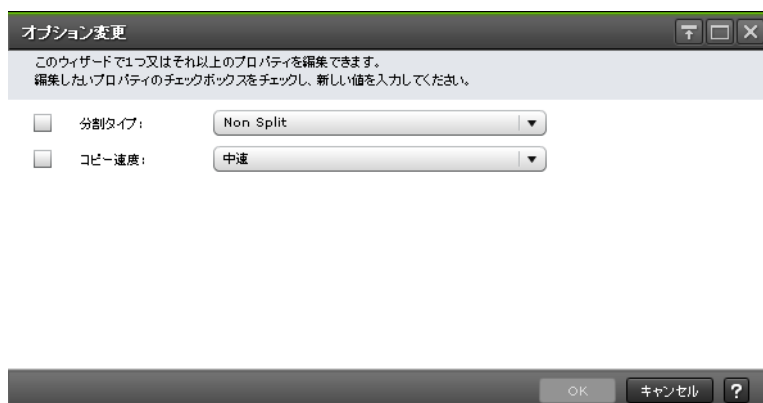 オプション変更
このウィザードで1つ又はそれ以上のプロパティを編集できます。
編集したいプロパティのチェックボックスをチェックし、新しい値を入力してください。
分割タイプ: Non Split
コピー速度: 中速
OK キャンセル ?